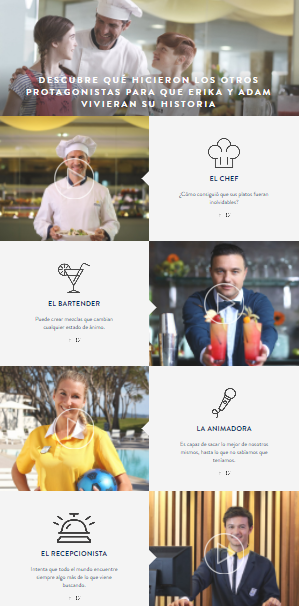 DESCUBRE QUÉ HICIERON LOS OTROS
PROTAGONISTAS PARA QUE ERIKA Y ADAM
VIVIERAN SU HISTORIA
EL CHEF
¿Cómo consiguió que sus platos fueran
inolvidables?
EL BARTENDER
Puede crear mezclas que cambian
cualquier estado de ánimo.
LA ANIMADORA
Es capaz de sacar lo mejor de nosotros
mismos, hasta lo que no sabíamos que
teníamos.
EL RECEPCIONISTA
Intenta que todo el mundo encuentre
siempre algo más de lo que viene
buscando.